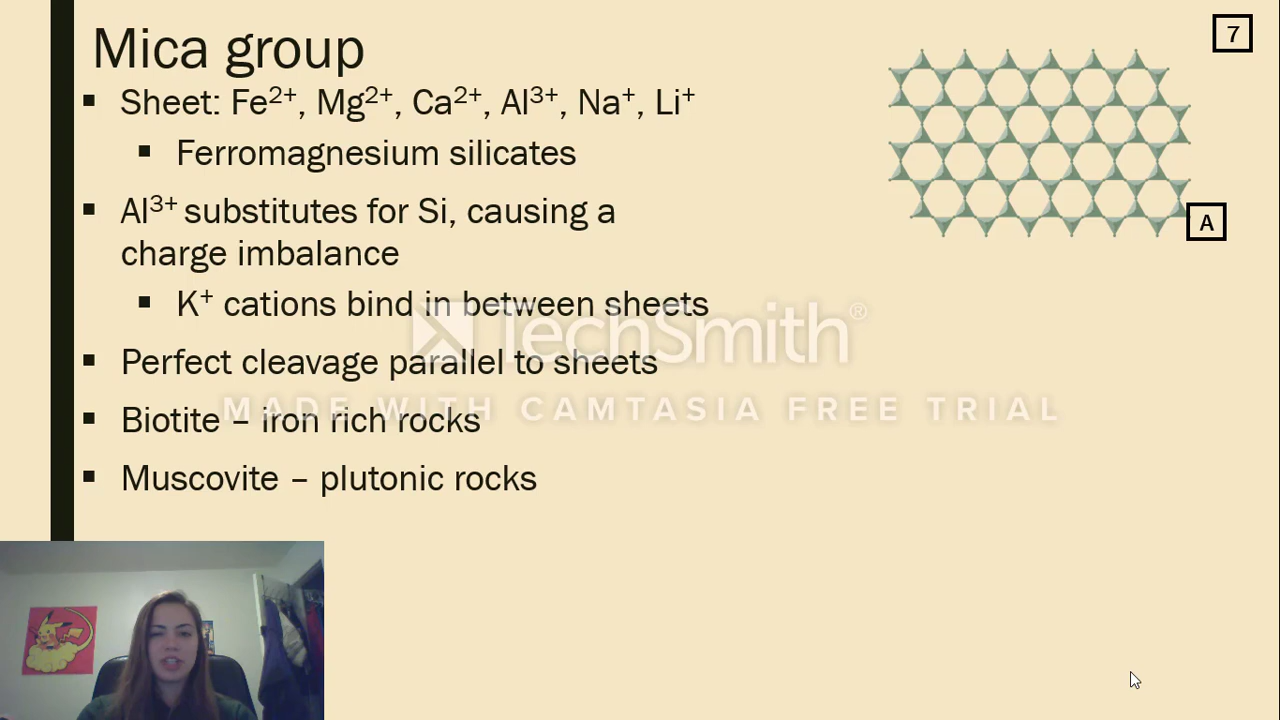 Mica group
7
Sheet: Fe²⁺, Mg²⁺, Ca²⁺, Al³⁺, Na⁺, Li⁺
Ferromagnesium silicates
Al³⁺ substitutes for Si, causing a
charge imbalance
A
K⁺ cations bind in between sheets
TechSmith®
Perfect cleavage parallel to sheets
MADE WITH CAMTASIA FREE TRIAL
Biotite – iron rich rocks
Muscovite – plutonic rocks